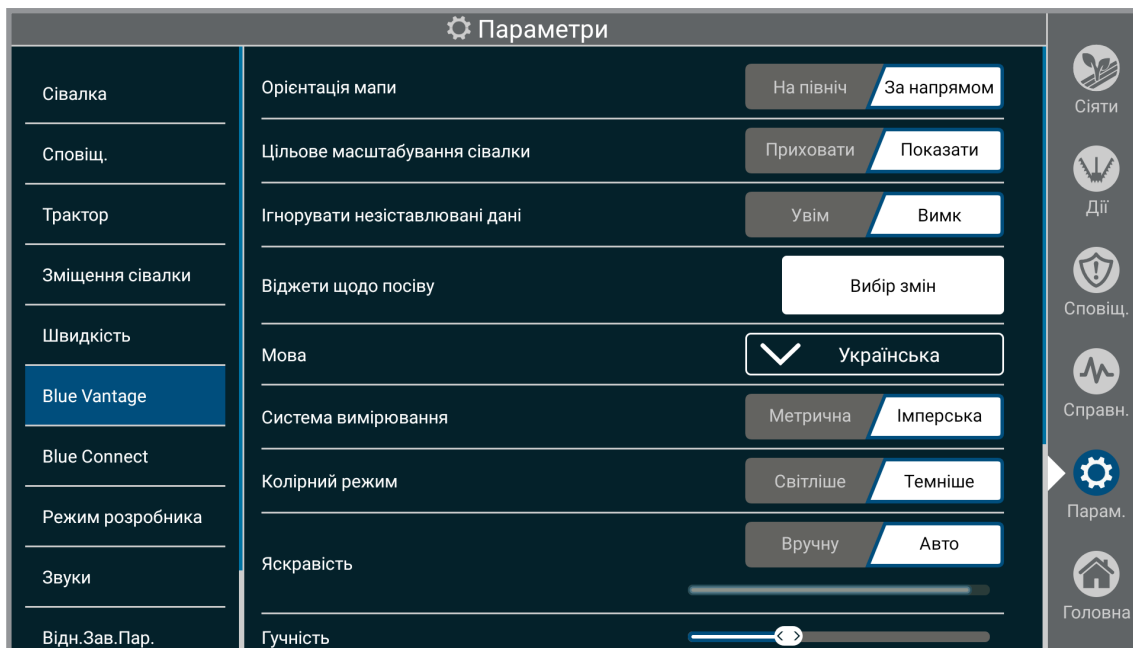 Параметри
Сівалка
Сповіщ.
Трактор
Зміщення сівалки
Швидкість
Blue Vantage
Blue Connect
Режим розробника
Звуки
Відн.Зав.Пар.
Орієнтація мапи
На північ
За напрямом
Цільове масштабування сівалки
Приховати
Показати
Ігнорувати незіставлювані дані
Увім
Вимк
Віджети щодо посіву
Вибір змін
Мова
Українська
Система вимірювання
Метрична
Імперська
Колірний режим
Світліше
Темніше
Яскравість
Вручну
Авто
Гучність
Сіяти
Дії
Сповіщ.
Справн.
Парам.
Головна